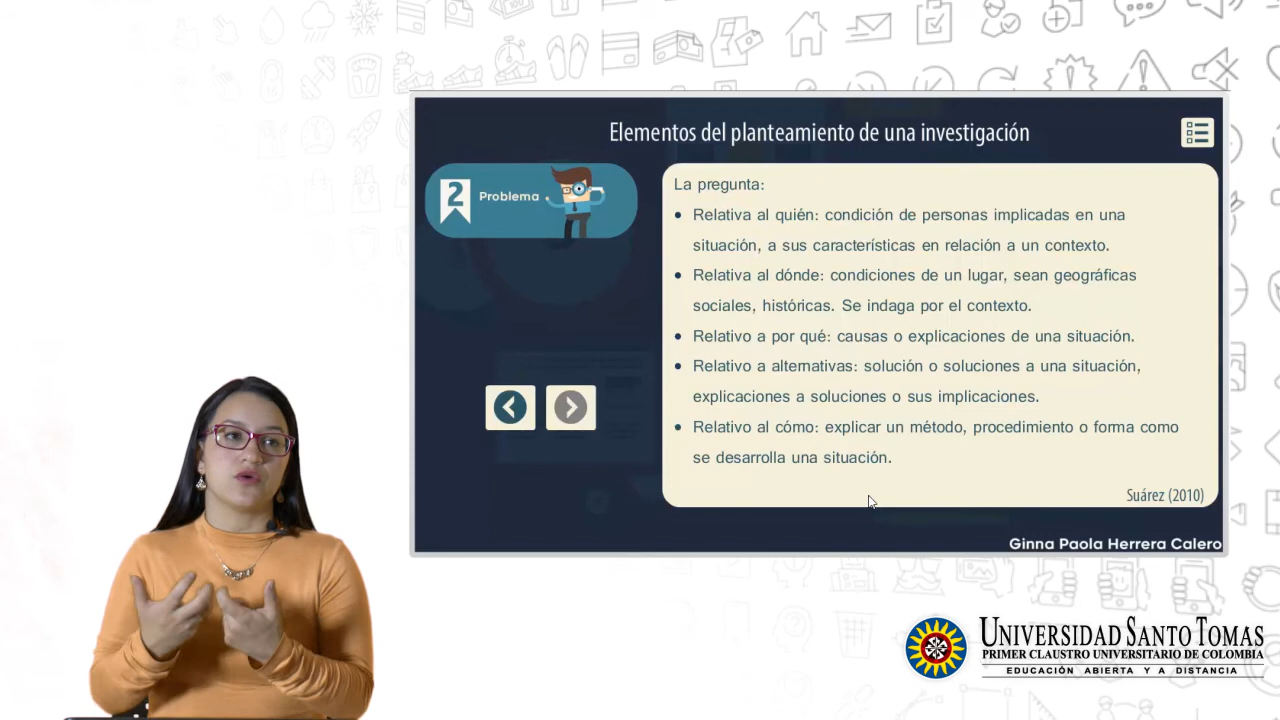 Elementos del planteamiento de una investigación
2
Problema
La pregunta:
• Relativa al quién: condición de personas implicadas en una
situación, a sus características en relación a un contexto.
• Relativa al dónde: condiciones de un lugar, sean geográficas
sociales, históricas. Se indaga por el contexto.
• Relativo a por qué: causas o explicaciones de una situación.
• Relativo a alternativas: solución o soluciones a una situación,
explicaciones a soluciones o sus implicaciones.
• Relativo al cómo: explicar un método, procedimiento o forma como
se desarrolla una situación.
Suárez (2010)
Ginna Paola Herrera Calero
UNIVERSIDAD SANTO TOMAS
PRIMER CLAUSTRO UNIVERSITARIO DE COLOMBIA
EDUCACIÓN ABIERTA Y A DISTANCIA